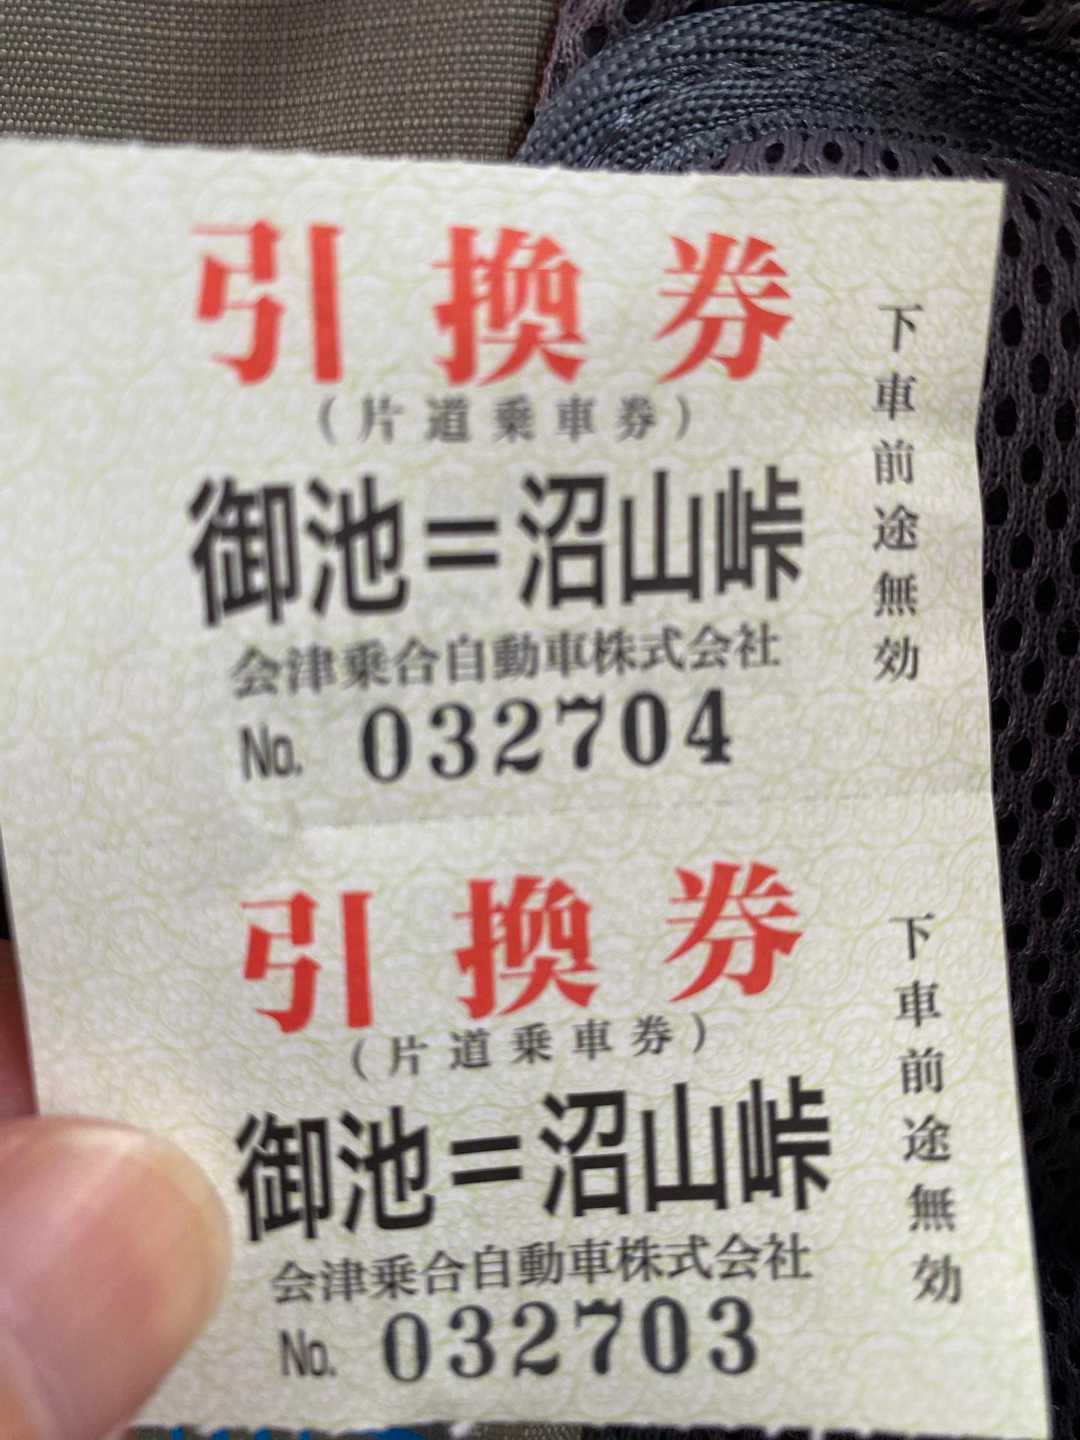 引換券
(片道乗車券)
御池＝沼山峠
会津乗合自動車株式会社
No. 032704
下車前途無効
引換券
(片道乗車券)
御池＝沼山峠
会津乗合自動車株式会社
No. 032703
下車前途無効